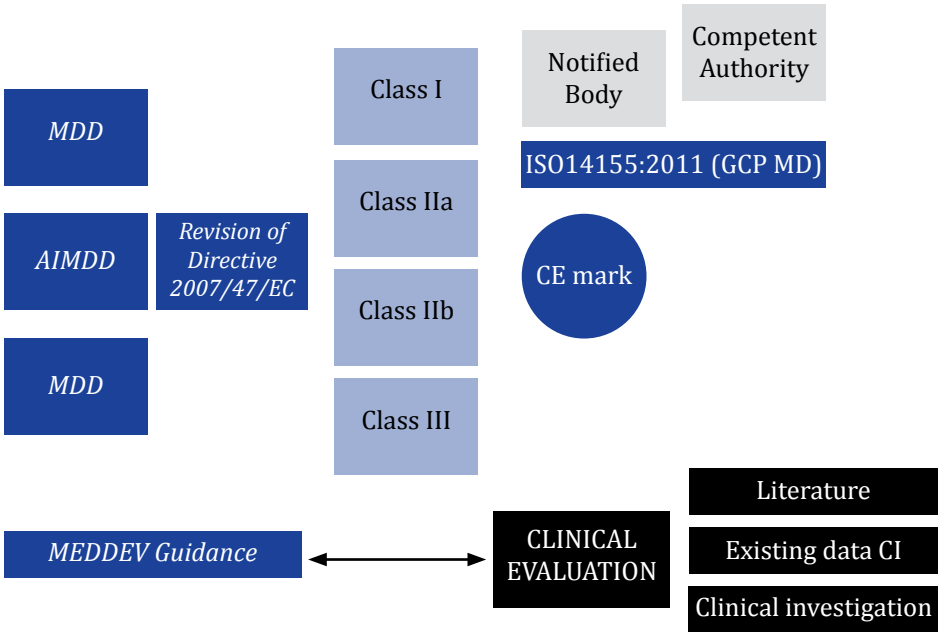 MDD
AIMDD
MDD
Revision of
Directive
2007/47/EC
Class I
Class IIa
Class IIb
Class III
Notified
Body
Competent
Authority
ISO14155:2011 (GCP MD)
CE mark
MEDDEV Guidance
CLINICAL
EVALUATION
Literature
Existing data CI
Clinical investigation